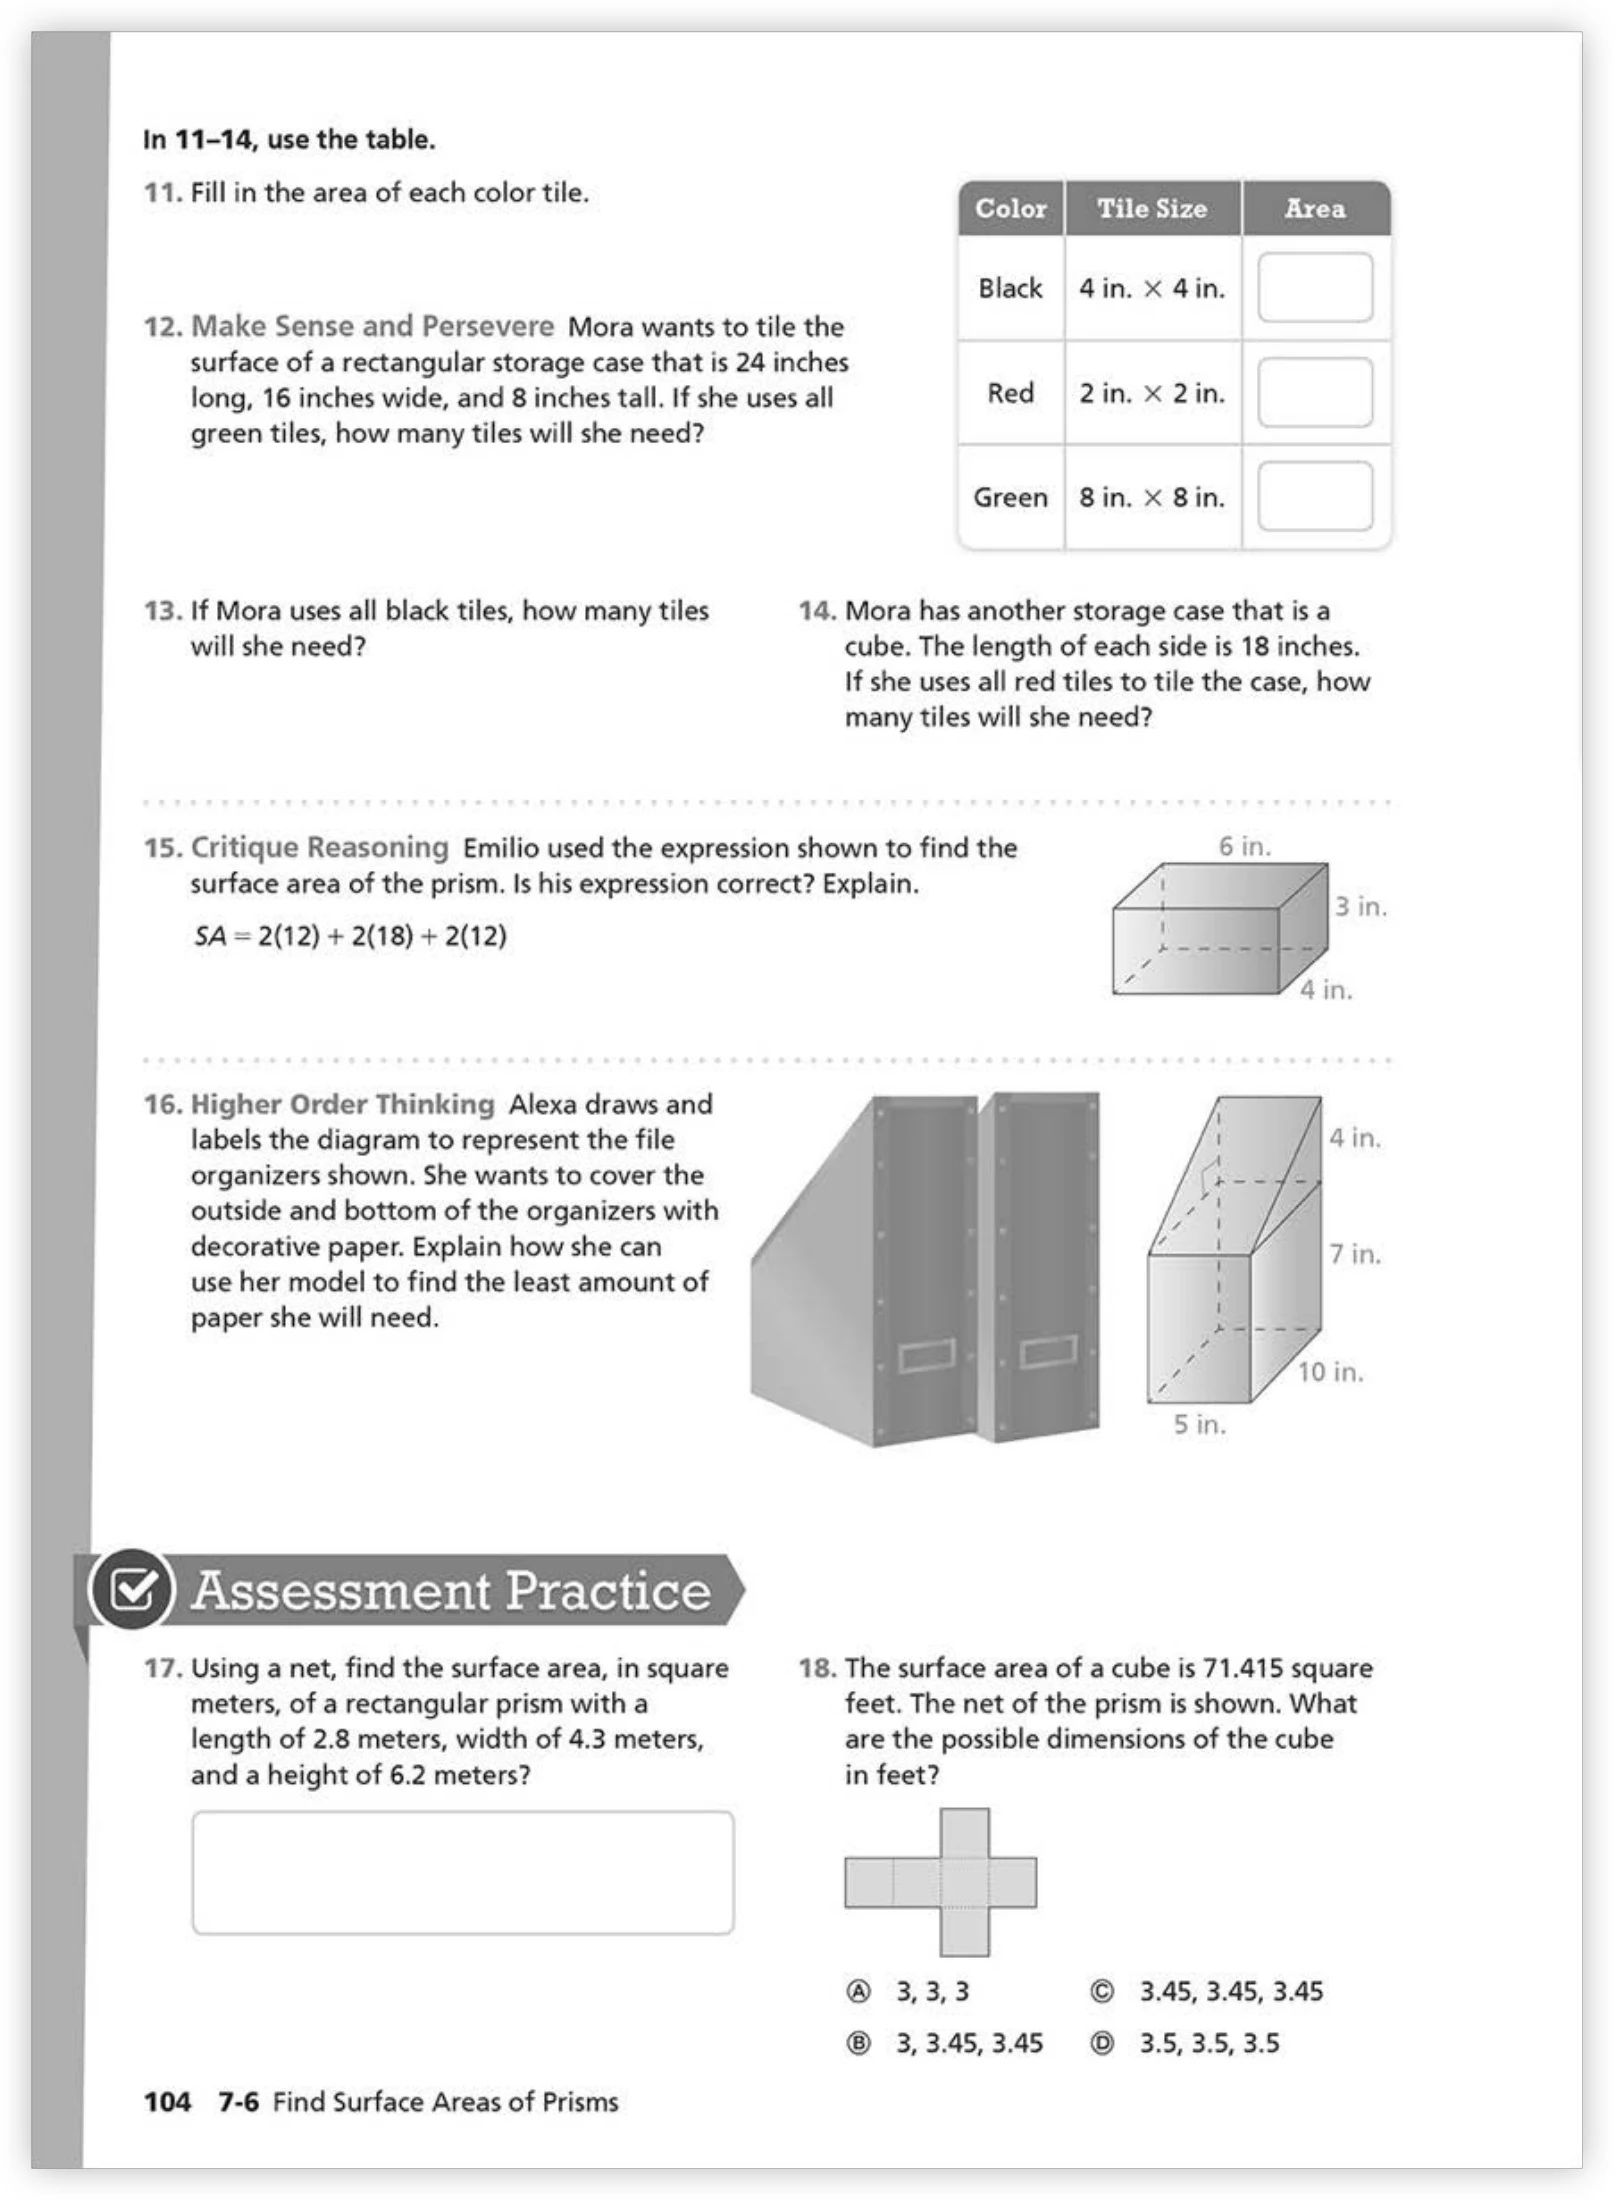 In 11–14, use the table.
11. Fill in the area of each color tile.
Color Tile Size Area
Black 4 in. × 4 in.
Red 2 in. × 2 in.
Green 8 in. × 8 in.
12. Make Sense and Persevere Mora wants to tile the
surface of a rectangular storage case that is 24 inches
long, 16 inches wide, and 8 inches tall. If she uses all
green tiles, how many tiles will she need?
13. If Mora uses all black tiles, how many tiles
will she need?
14. Mora has another storage case that is a
cube. The length of each side is 18 inches.
If she uses all red tiles to tile the case, how
many tiles will she need?
15. Critique Reasoning Emilio used the expression shown to find the
surface area of the prism. Is his expression correct? Explain.
SA = 2(12) + 2(18) + 2(12)
6 in.
3 in.
4 in.
16. Higher Order Thinking Alexa draws and
labels the diagram to represent the file
organizers shown. She wants to cover the
outside and bottom of the organizers with
decorative paper. Explain how she can
use her model to find the least amount of
paper she will need.
4 in.
7 in.
10 in.
5 in.
Assessment Practice
17. Using a net, find the surface area, in square
meters, of a rectangular prism with a
length of 2.8 meters, width of 4.3 meters,
and a height of 6.2 meters?
18. The surface area of a cube is 71.415 square
feet. The net of the prism is shown. What
are the possible dimensions of the cube
in feet?
Ⓐ 3, 3, 3
Ⓒ 3.45, 3.45, 3.45
Ⓑ 3, 3.45, 3.45
Ⓓ 3.5, 3.5, 3.5
104 7-6 Find Surface Areas of Prisms